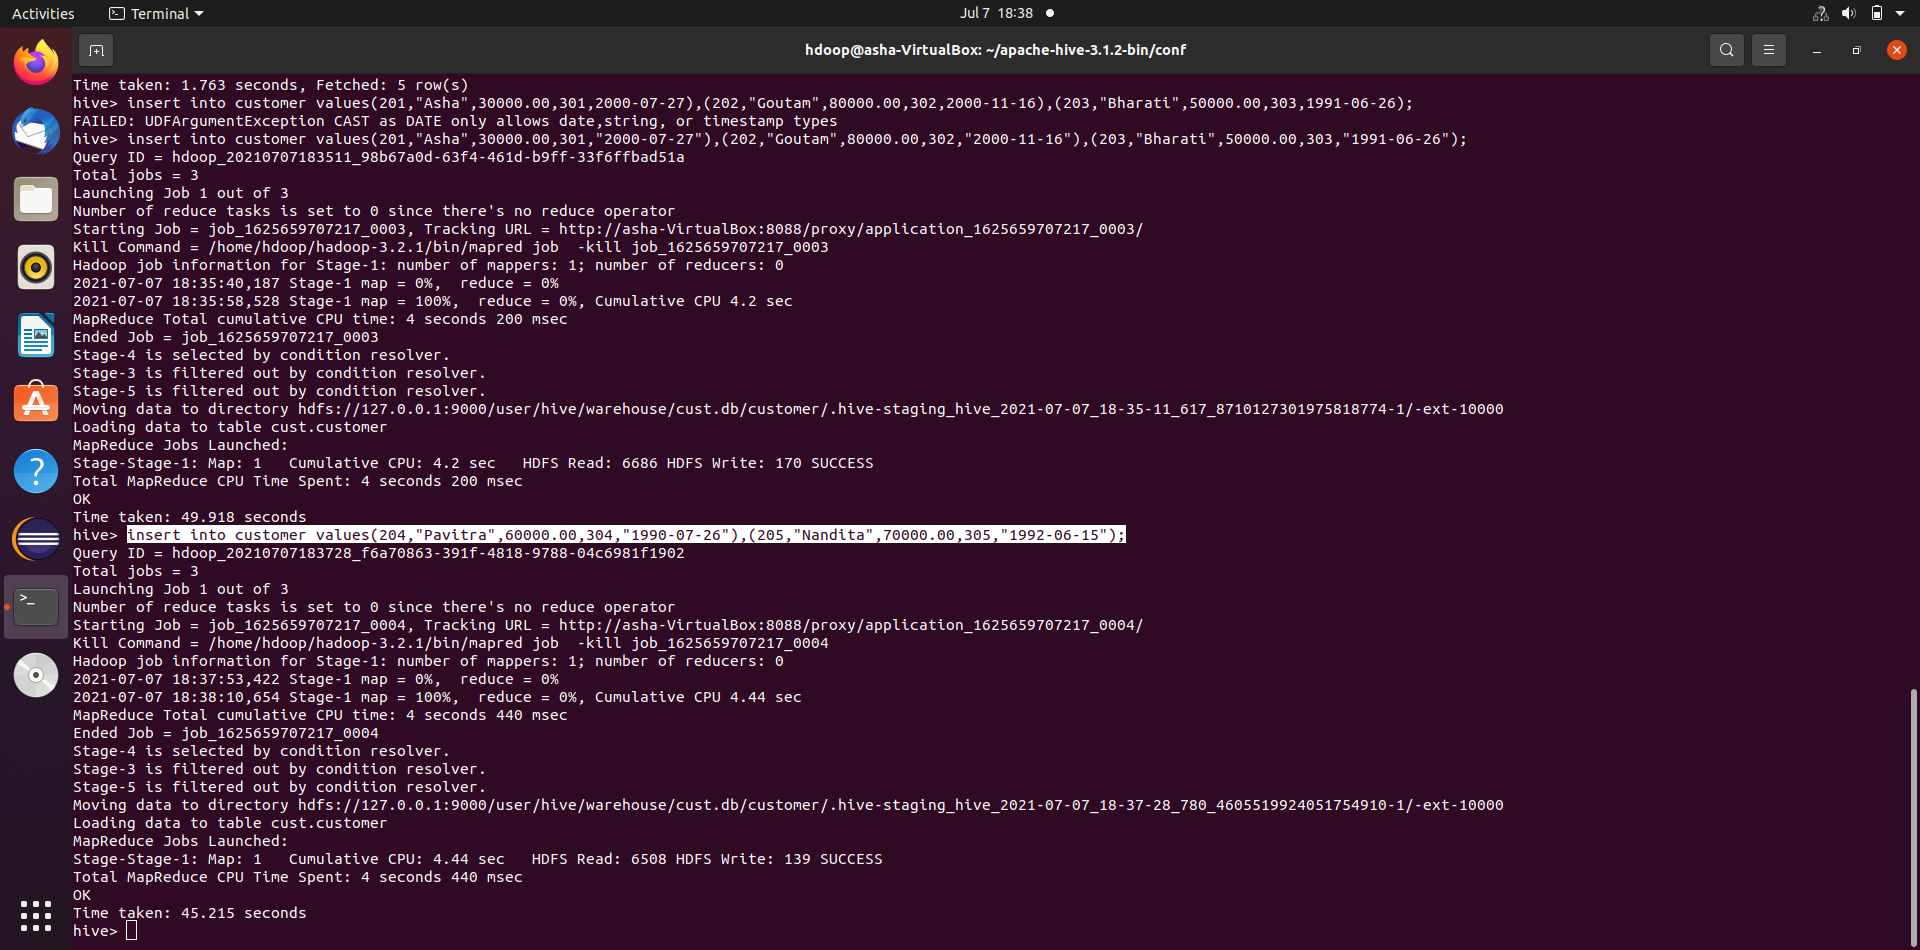 Activities
Terminal
Jul 7 18:38
hdoop@asha-VirtualBox: ~/apache-hive-3.1.2-bin/conf
Time taken: 1.763 seconds, Fetched: 5 row(s)
hive> insert into customer values(201,"Asha",30000.00,301,2000-07-27),(202,"Goutam",80000.00,302,2000-11-16),(203,"Bharati",50000.00,303,1991-06-26);
FAILED: UDFArgumentException CAST as DATE only allows date,string, or timestamp types
hive> insert into customer values(201,"Asha",30000.00,301,"2000-07-27"),(202,"Goutam",80000.00,302,"2000-11-16"),(203,"Bharati",50000.00,303,"1991-06-26");
Query ID = hdoop_20210707183511_98b67a0d-63f4-461d-b9ff-33f6ffbad51a
Total jobs = 3
Launching Job 1 out of 3
Number of reduce tasks is set to 0 since there's no reduce operator
Starting Job = job_1625659707217_0003, Tracking URL = http://asha-VirtualBox:8088/proxy/application_1625659707217_0003/
Kill Command = /home/hdoop/hadoop-3.2.1/bin/mapred job  -kill job_1625659707217_0003
Hadoop job information for Stage-1: number of mappers: 1; number of reducers: 0
2021-07-07 18:35:40,187 Stage-1 map = 0%,  reduce = 0%
2021-07-07 18:35:58,528 Stage-1 map = 100%,  reduce = 0%, Cumulative CPU 4.2 sec
MapReduce Total cumulative CPU time: 4 seconds 200 msec
Ended Job = job_1625659707217_0003
Stage-4 is selected by condition resolver.
Stage-3 is filtered out by condition resolver.
Stage-5 is filtered out by condition resolver.
Moving data to directory hdfs://127.0.0.1:9000/user/hive/warehouse/cust.db/customer/.hive-staging_hive_2021-07-07_18-35-11_617_8710127301975818774-1/-ext-10000
Loading data to table cust.customer
MapReduce Jobs Launched:
Stage-Stage-1: Map: 1   Cumulative CPU: 4.2 sec   HDFS Read: 6686 HDFS Write: 170 SUCCESS
Total MapReduce CPU Time Spent: 4 seconds 200 msec
OK
Time taken: 49.918 seconds
hive> insert into customer values(204,"Pavitra",60000.00,304,"1990-07-26"),(205,"Nandita",70000.00,305,"1992-06-15");
Query ID = hdoop_20210707183728_f6a70863-391f-4818-9788-04c6981f1902
Total jobs = 3
Launching Job 1 out of 3
Number of reduce tasks is set to 0 since there's no reduce operator
Starting Job = job_1625659707217_0004, Tracking URL = http://asha-VirtualBox:8088/proxy/application_1625659707217_0004/
Kill Command = /home/hdoop/hadoop-3.2.1/bin/mapred job  -kill job_1625659707217_0004
Hadoop job information for Stage-1: number of mappers: 1; number of reducers: 0
2021-07-07 18:37:53,422 Stage-1 map = 0%,  reduce = 0%
2021-07-07 18:38:10,654 Stage-1 map = 100%,  reduce = 0%, Cumulative CPU 4.44 sec
MapReduce Total cumulative CPU time: 4 seconds 440 msec
Ended Job = job_1625659707217_0004
Stage-4 is selected by condition resolver.
Stage-3 is filtered out by condition resolver.
Stage-5 is filtered out by condition resolver.
Moving data to directory hdfs://127.0.0.1:9000/user/hive/warehouse/cust.db/customer/.hive-staging_hive_2021-07-07_18-37-28_780_4605519924051754910-1/-ext-10000
Loading data to table cust.customer
MapReduce Jobs Launched:
Stage-Stage-1: Map: 1   Cumulative CPU: 4.44 sec   HDFS Read: 6508 HDFS Write: 139 SUCCESS
Total MapReduce CPU Time Spent: 4 seconds 440 msec
OK
Time taken: 45.215 seconds
hive>